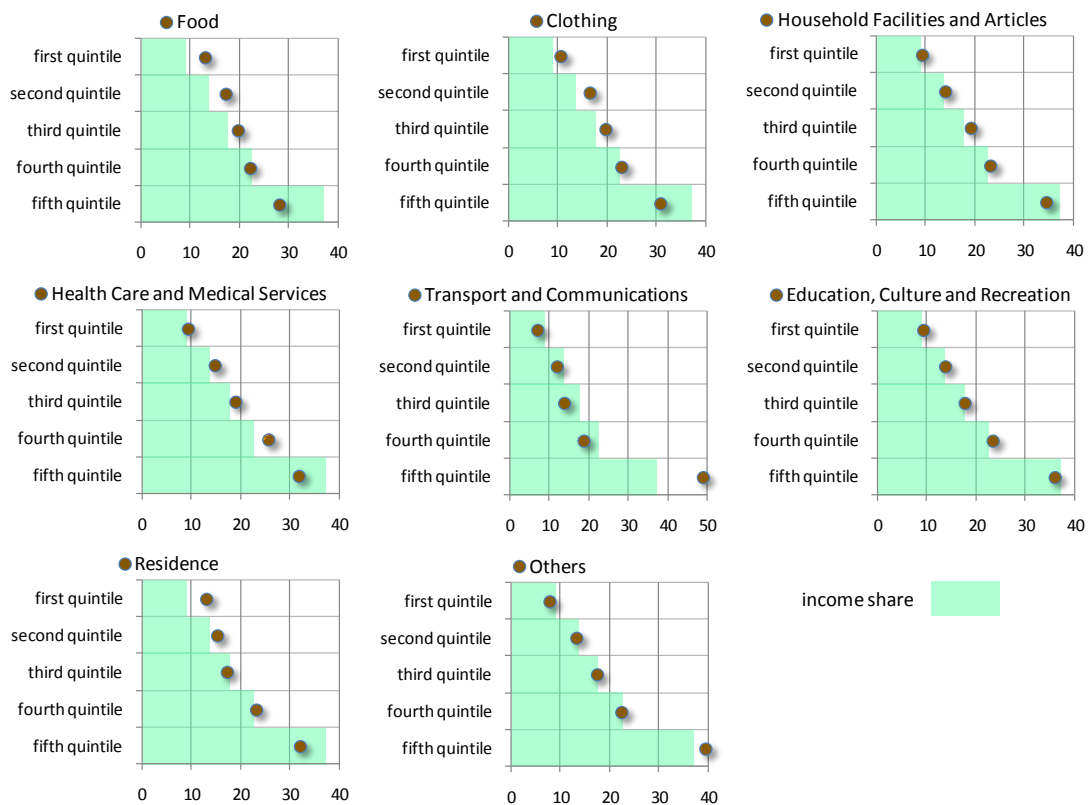 Food
first quintile
second quintile
third quintile
fourth quintile
fifth quintile
0 10 20 30 40
Clothing
first quintile
second quintile
third quintile
fourth quintile
fifth quintile
0 10 20 30 40
Household Facilities and Articles
first quintile
second quintile
third quintile
fourth quintile
fifth quintile
0 10 20 30 40
Health Care and Medical Services
first quintile
second quintile
third quintile
fourth quintile
fifth quintile
0 10 20 30 40
Transport and Communications
first quintile
second quintile
third quintile
fourth quintile
fifth quintile
0 10 20 30 40 50
Education, Culture and Recreation
first quintile
second quintile
third quintile
fourth quintile
fifth quintile
0 10 20 30 40
Residence
first quintile
second quintile
third quintile
fourth quintile
fifth quintile
0 10 20 30 40
Others
first quintile
second quintile
third quintile
fourth quintile
fifth quintile
0 10 20 30 40
income share